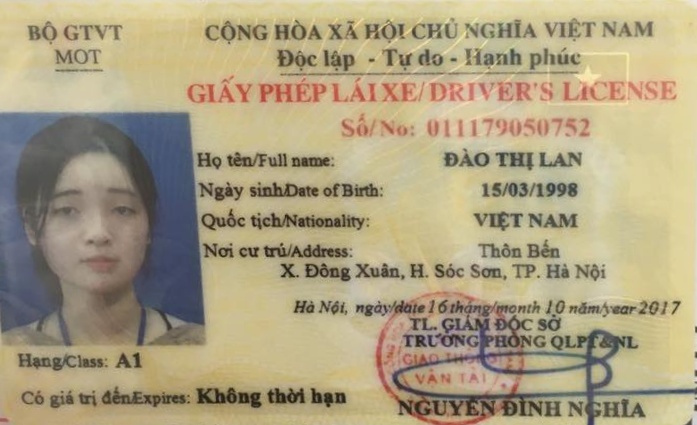 BỘ GTVT
MOT
CỘNG HÒA XÃ HỘI CHỦ NGHĨA VIỆT NAM
Độc lập - Tự do - Hạnh phúc
GIẤY PHÉP LÁI XE/ DRIVER'S LICENSE
Số/No: 011179050752
Họ tên/Full name: ĐÀO THỊ LAN
Ngày sinh/Date of Birth: 15/03/1998
Quốc tịch/Nationality: VIỆT NAM
Nơi cư trú/Address: Thôn Bến
X. Đông Xuân, H. Sóc Sơn, TP. Hà Nội
Hà Nội, ngày/date 16 tháng/month 10 năm/year 2017
TL. GIÁM ĐỐC SỞ
TRƯỞNG PHÒNG QLPT&NL
GIAO THÔNG
VẬN TẢI
Hạng/Class: A1
Có giá trị đến/Expires: Không thời hạn
NGUYỄN ĐÌNH NGHĨA